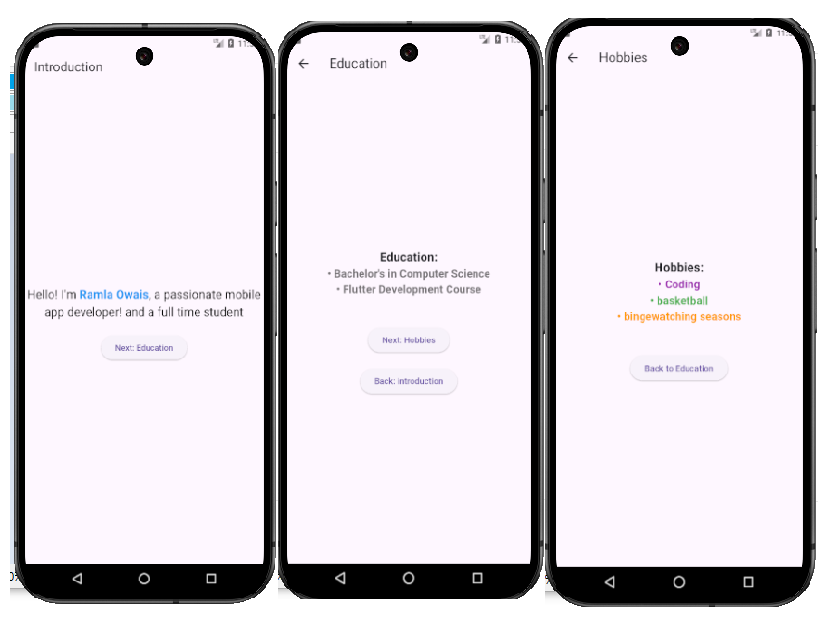 Introduction
Hello! I'm Ramla Owais, a passionate mobile
app developer! and a full time student
Next: Education
Education
Education:
• Bachelor's in Computer Science
• Flutter Development Course
Next: Hobbies
Back: Introduction
Hobbies
Hobbies:
• Coding
• basketball
• bingewatching seasons
Back to Education